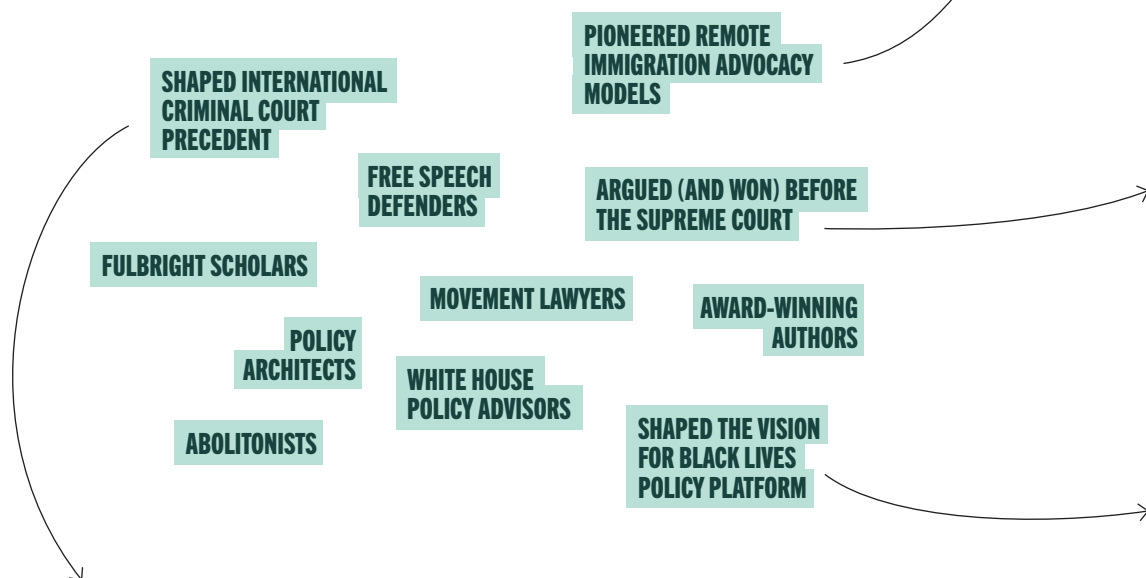 PIONEERED REMOTE
IMMIGRATION ADVOCACY
MODELS
SHAPED INTERNATIONAL
CRIMINAL COURT
PRECEDENT
FREE SPEECH
DEFENDERS
ARGUED (AND WON) BEFORE
THE SUPREME COURT
FULBRIGHT SCHOLARS
MOVEMENT LAWYERS
AWARD-WINNING
AUTHORS
POLICY
ARCHITECTS
WHITE HOUSE
POLICY ADVISORS
ABOLITONISTS
SHAPED THE VISION
FOR BLACK LIVES
POLICY PLATFORM